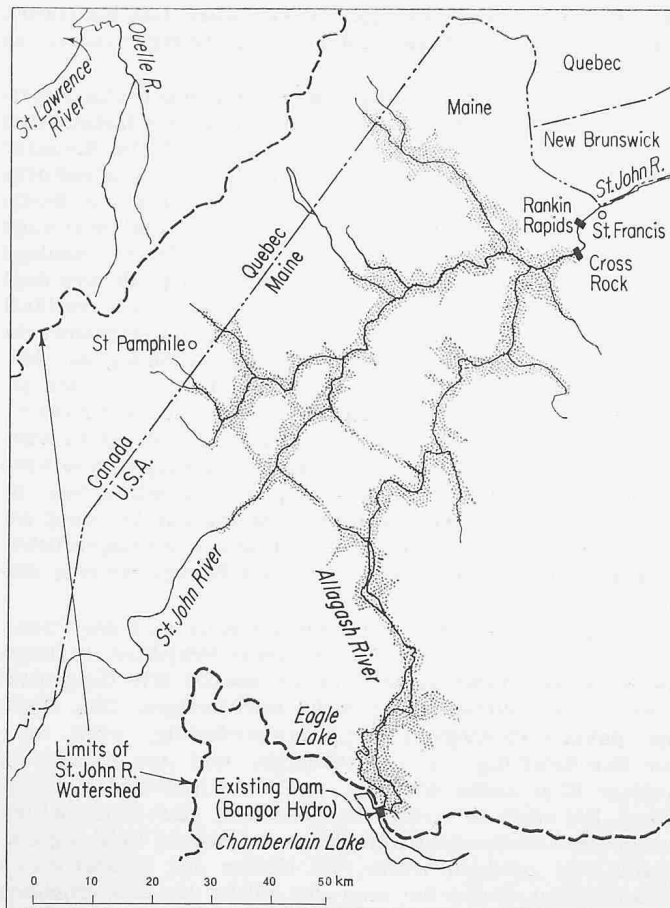 Quebec
Ouelle R.
St. Lawrence
River
Maine
New Brunswick
St. John R.
Rankin
Rapids
St. Francis
Cross
Rock
Quebec
Maine
St Pamphile
Canada
U.S.A.
St. John River
Allagash River
Eagle
Lake
Limits of
St. John R.
Watershed
Existing Dam
(Bangor Hydro)
Chamberlain Lake
0 10 20 30 40 50 km